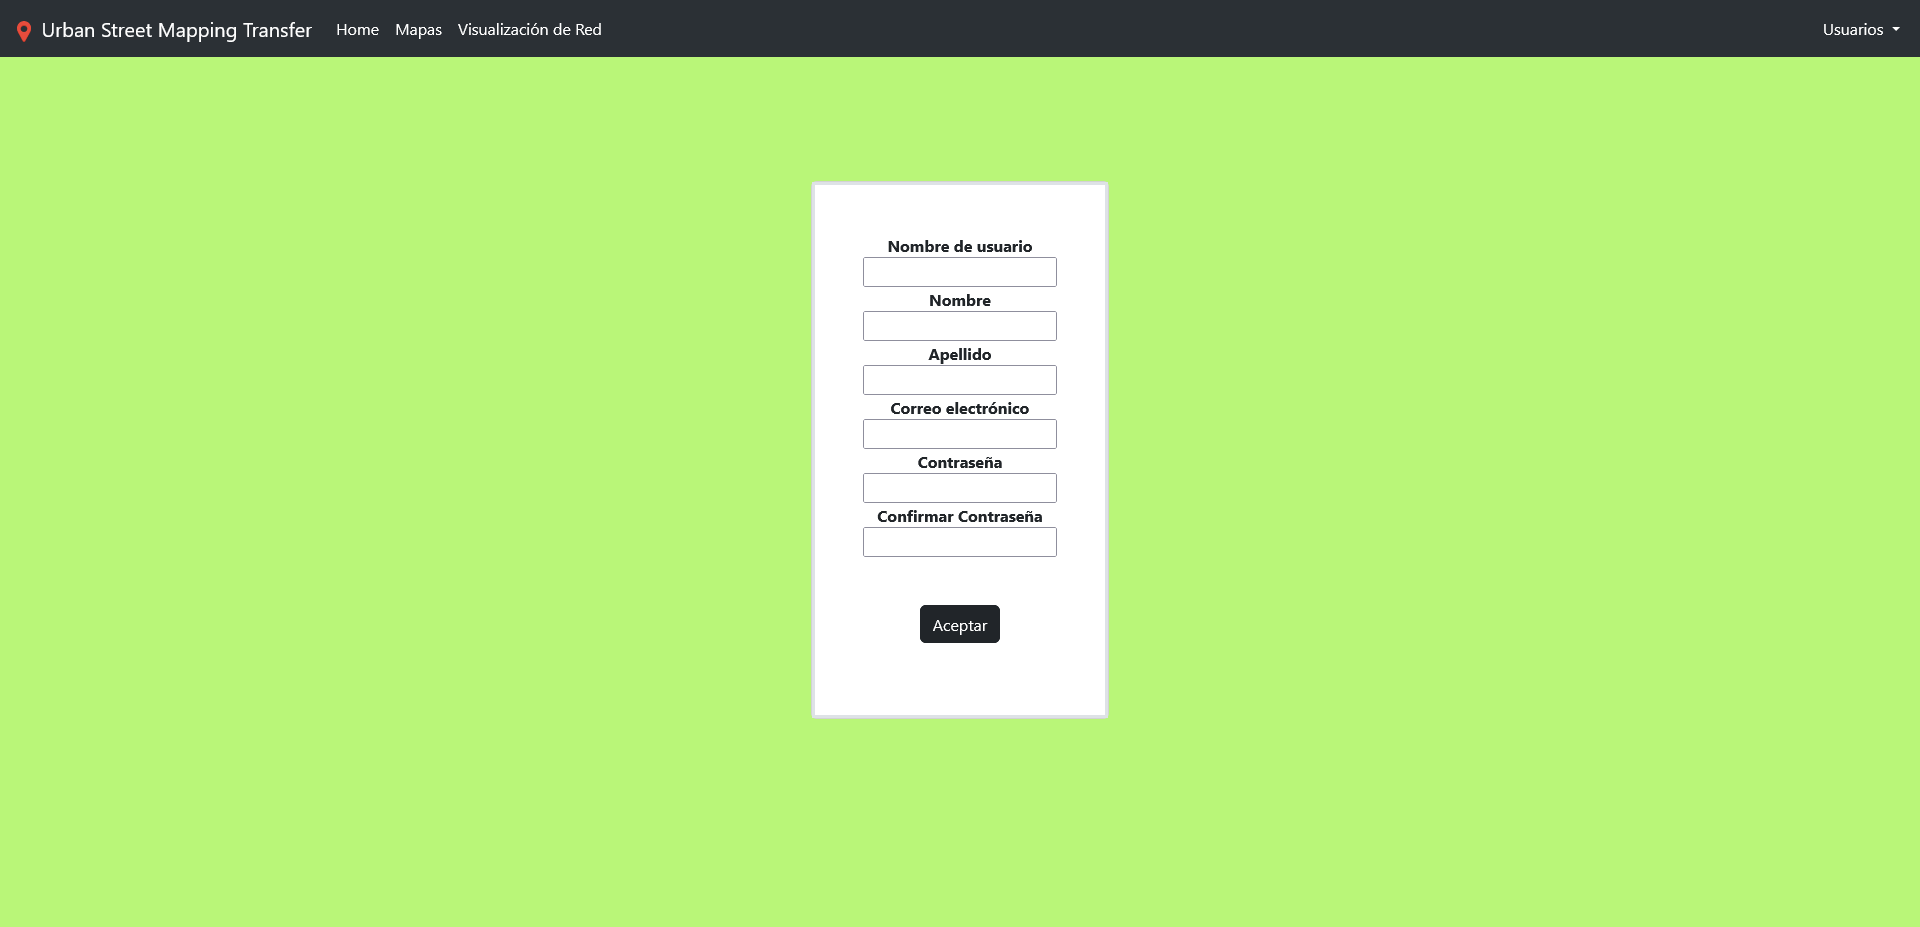 Urban Street Mapping Transfer Home Mapas Visualización de Red Usuarios
Nombre de usuario
Nombre
Apellido
Correo electrónico
Contraseña
Confirmar Contraseña
Aceptar